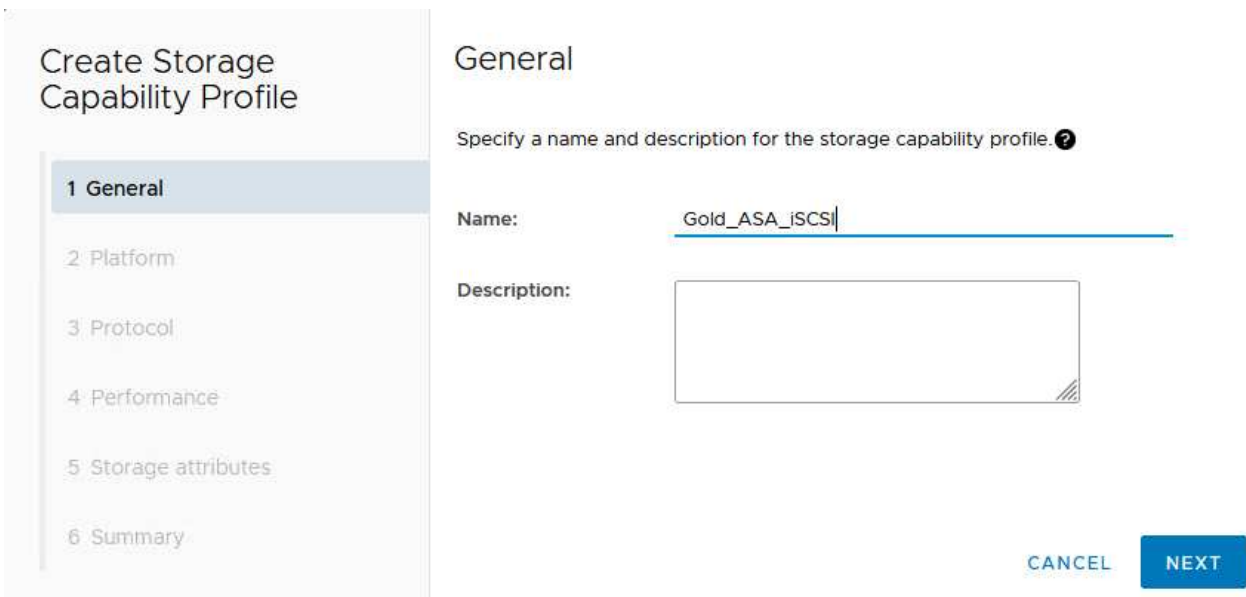 Create Storage
Capability Profile
1 General
2 Platform
3 Protocol
4 Performance
5 Storage attributes
6 Summary
General
Specify a name and description for the storage capability profile.?
Name:
Gold_ASA_iSCSI
Description:
CANCEL
NEXT